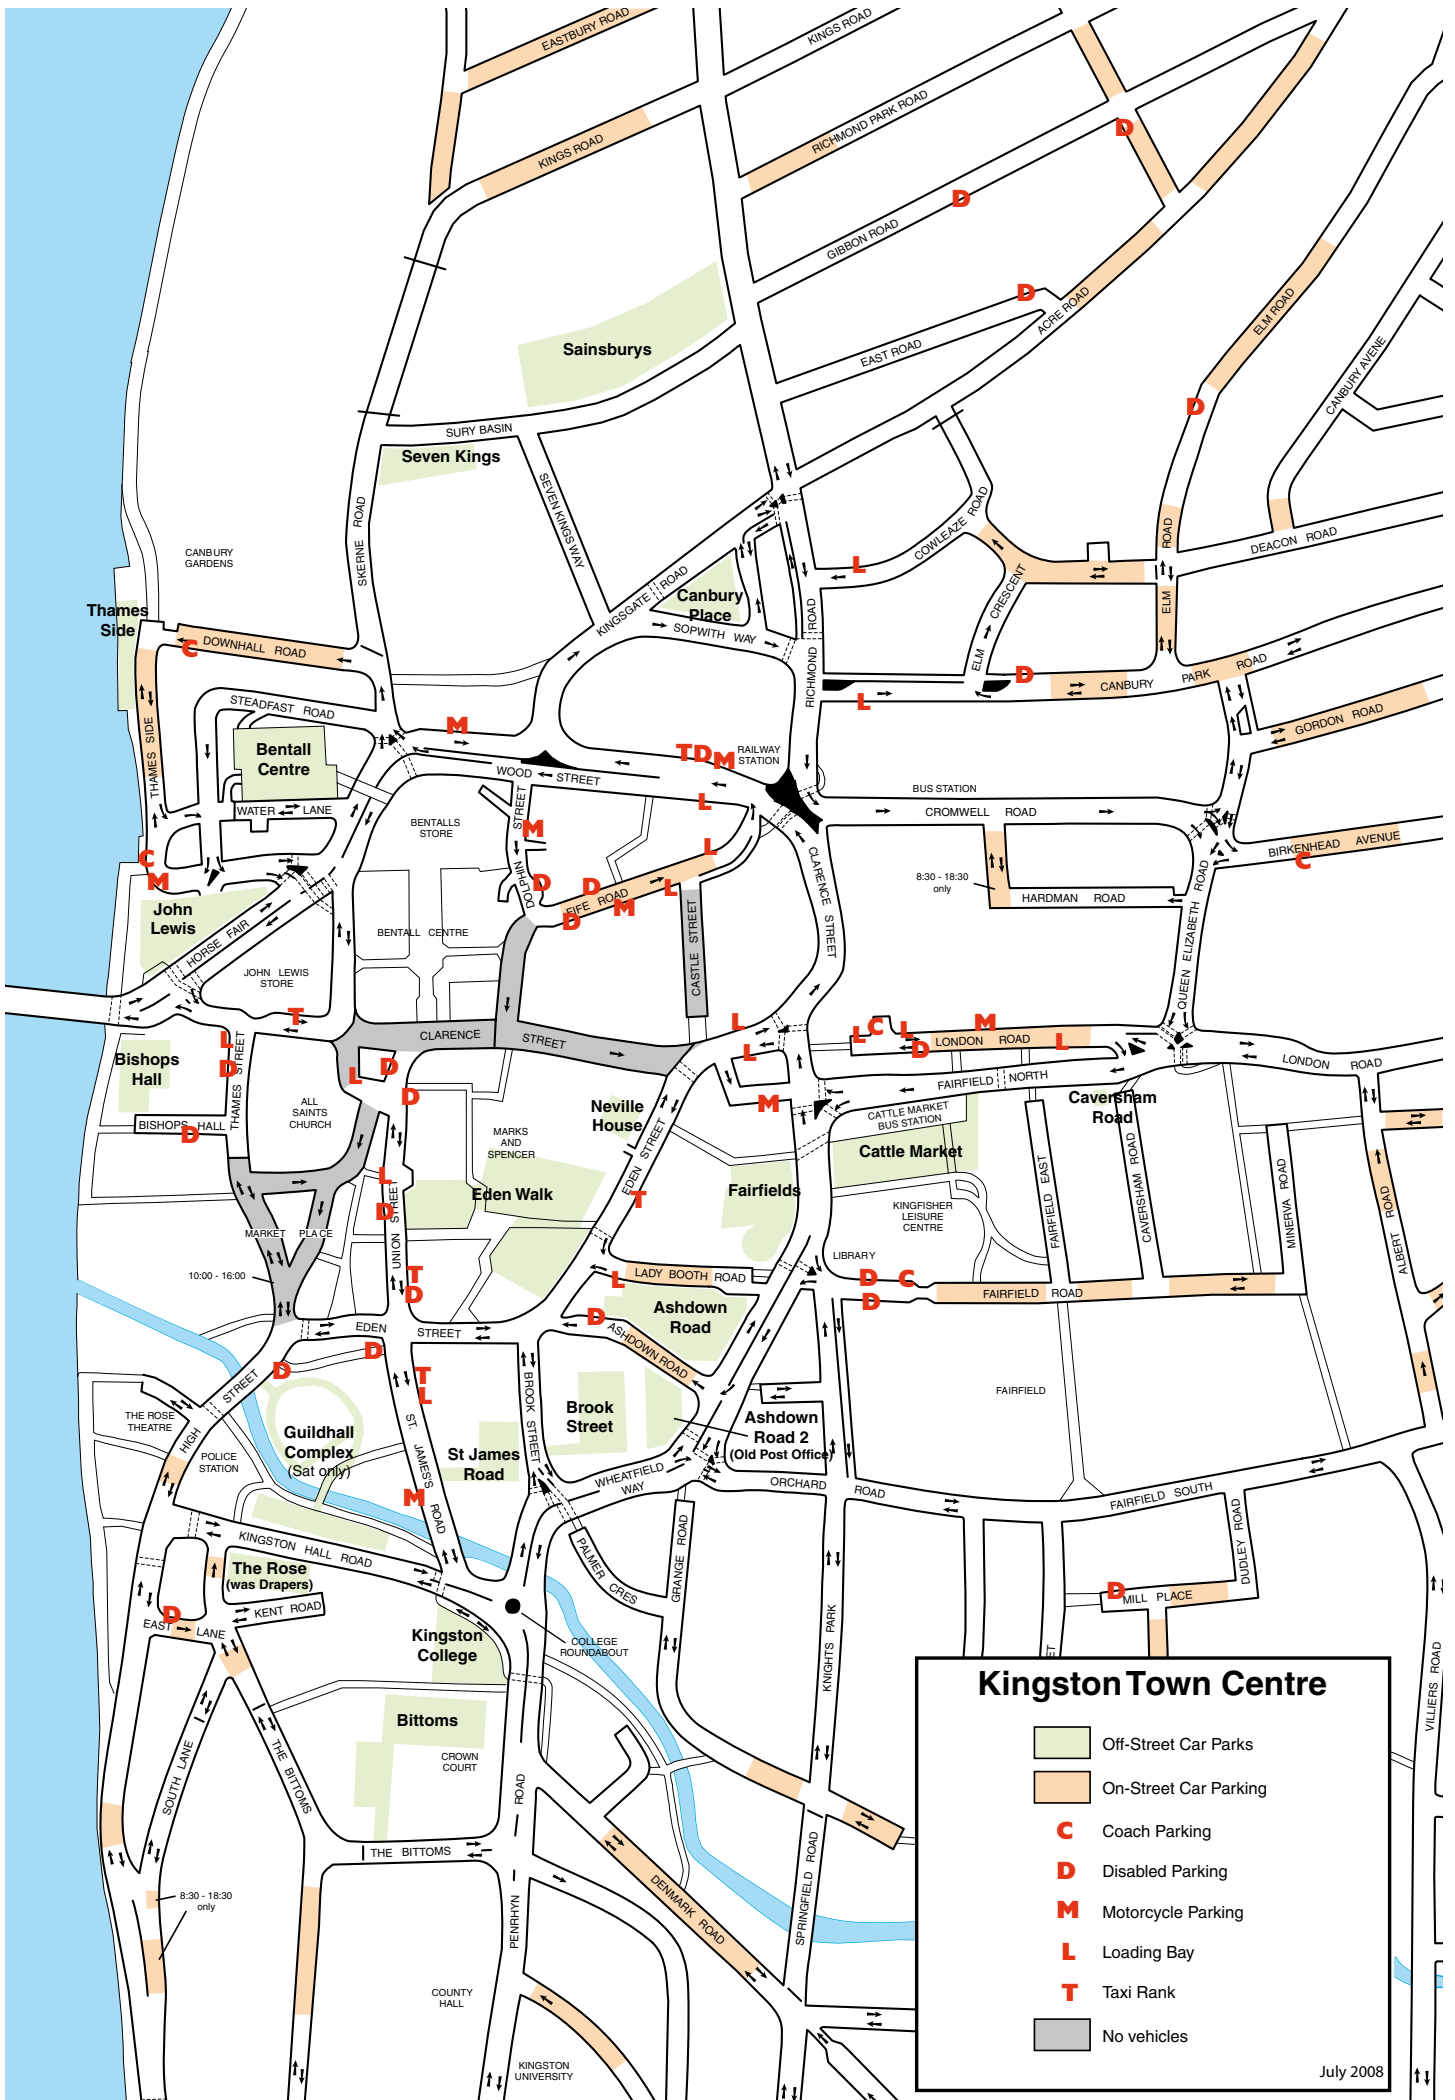 EASTBURY ROAD
KINGS ROAD
RICHMOND PARK ROAD
KINGS ROAD
D
D
GIBBON ROAD
D
ACRE ROAD
ELM ROAD
EAST ROAD
CANBURY AVENE
Sainsburys
D
SURY BASIN
Seven Kings
SEVEN KINGS WAY
SKERNE ROAD
CANBURY
GARDENS
COWLEAZE ROAD
ROAD
DEACON ROAD
L
KINGSGATE ROAD
Canbury
Place
CRESCENT
ELM
Thames
Side
SOPWITH WAY
RICHMOND ROAD
ELM
C
DOWNHALL ROAD
D
CANBURY PARK ROAD
L
STEADFAST ROAD
GORDON ROAD
THAMES SIDE
M
Bentall
Centre
T D M
RAILWAY
STATION
WOOD STREET
BUS STATION
L
WATER LANE
CROMWELL ROAD
BENTALLS
STORE
DOLPHIN STREET
M
L
BIRKENHEAD AVENUE
C
C
M
D
D
L
CLARENCE STREET
8:30 - 18:30
only
HARDMAN ROAD
QUEEN ELIZABETH ROAD
FIFE ROAD
M
D
John
Lewis
HORSE FAIR
BENTALL CENTRE
CASTLE STREET
JOHN LEWIS
STORE
T
L
L
C
L
M
LONDON ROAD
L
D
CLARENCE STREET
L
L
LONDON ROAD
Bishops
Hall
D
THAMES STREET
D
L
FAIRFIELD NORTH
D
Neville
House
M
CATTLE MARKET
BUS STATION
Caversham
Road
ALL
SAINTS
CHURCH
BISHOPS HALL
D
MARKS
AND
SPENCER
EDEN STREET
Cattle Market
L
Eden Walk
T
Fairfields
FAIRFIELD EAST
CAVERSHAM ROAD
MINERVA ROAD
ALBERT ROAD
UNION STREET
D
KINGFISHER
LEISURE
CENTRE
MARKET PLACE
LIBRARY
10:00 - 16:00
T
D
L
LADY BOOTH ROAD
D
C
D
FAIRFIELD ROAD
EDEN STREET
D
Ashdown
Road
ASHDOWN ROAD
D
D
T
L
HIGH STREET
BROOK STREET
FAIRFIELD
THE ROSE
THEATRE
Brook
Street
Ashdown
Road 2
(Old Post Office)
POLICE
STATION
Guildhall
Complex
(Sat only)
ST. JAMES'S ROAD
St James
Road
WHEATFIELD
WAY
ORCHARD ROAD
FAIRFIELD SOUTH
M
KINGSTON HALL ROAD
PALMER CRES
GRANGE ROAD
KNIGHTS PARK
DUDLEY ROAD
The Rose
(was Drapers)
D
MILL PLACE
D
KENT ROAD
EAST LANE
Kingston
College
COLLEGE
ROUNDABOUT
ET
VILLIERS ROAD
SOUTH LANE
THE BITTOMS
Bittoms
CROWN
COURT
ROAD
THE BITTOMS
SPRINGFIELD ROAD
DENMARK ROAD
8:30 - 18:30
only
PENRHYN
COUNTY
HALL
KINGSTON
UNIVERSITY
Kingston Town Centre
Off-Street Car Parks
On-Street Car Parking
C Coach Parking
D Disabled Parking
M Motorcycle Parking
L Loading Bay
T Taxi Rank
No vehicles
July 2008